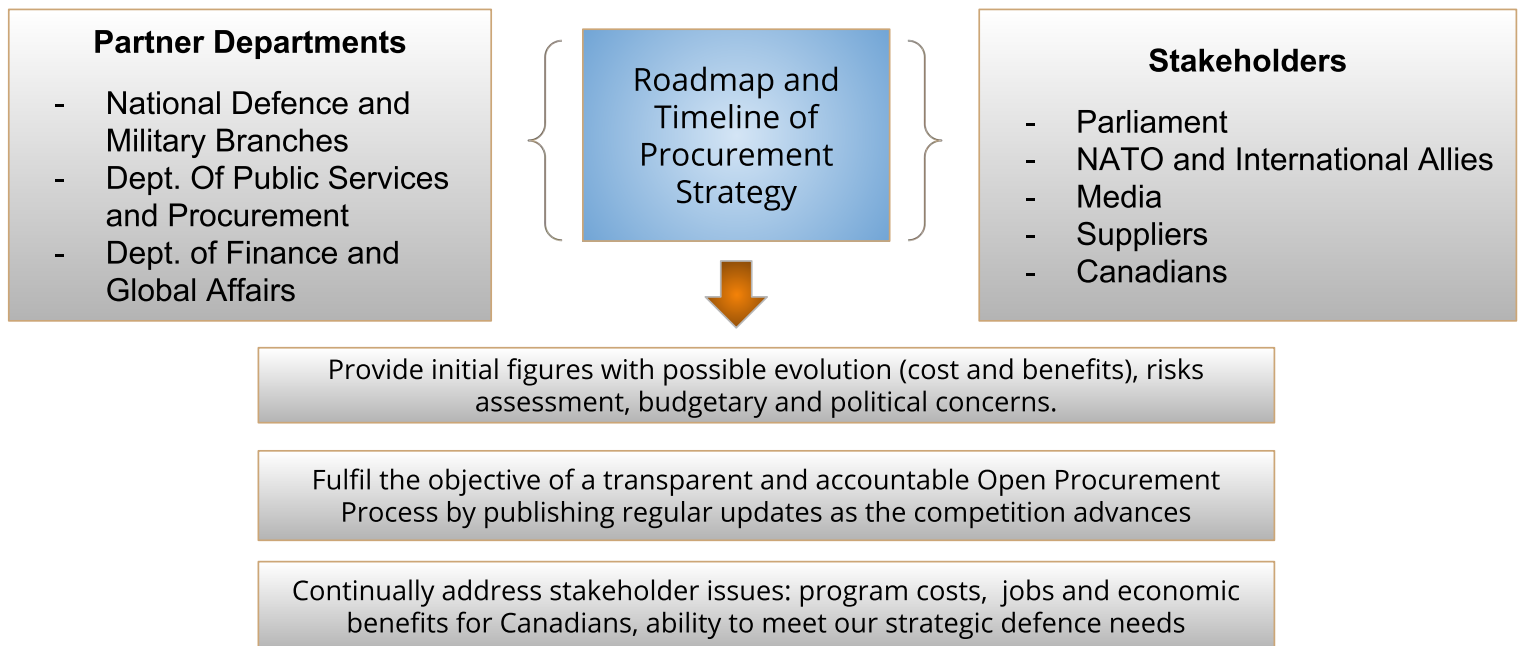 Partner Departments
- National Defence and
Military Branches
- Dept. Of Public Services
and Procurement
- Dept. of Finance and
Global Affairs
Roadmap and
Timeline of
Procurement
Strategy
Stakeholders
- Parliament
- NATO and International Allies
- Media
- Suppliers
- Canadians
Provide initial figures with possible evolution (cost and benefits), risks
assessment, budgetary and political concerns.
Fulfil the objective of a transparent and accountable Open Procurement
Process by publishing regular updates as the competition advances
Continually address stakeholder issues: program costs,  jobs and economic
benefits for Canadians, ability to meet our strategic defence needs